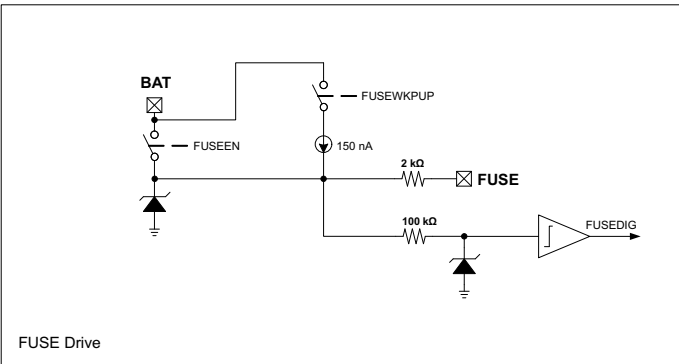 BAT
FUSEWKPUP
FUSEEN
150 nA
2 kΩ
FUSE
100 kΩ
FUSEDIG
FUSE Drive